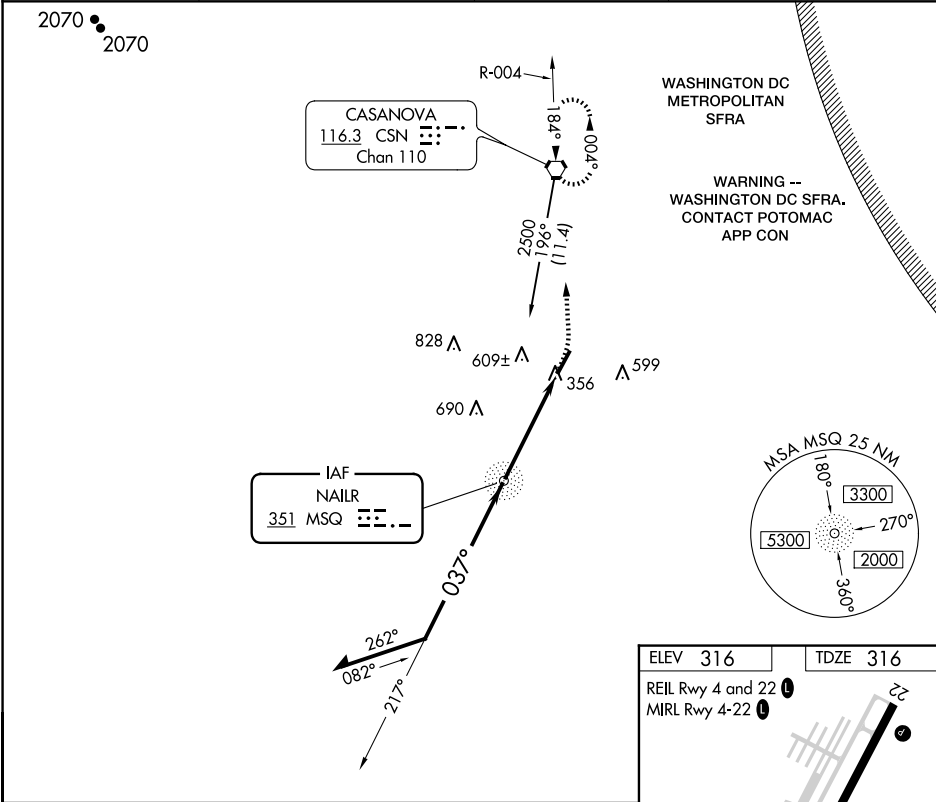 2070
2070
R-004
184°
004°
CASANOVA
116.3 CSN
Chan 110
WASHINGTON DC
METROPOLITAN
SFRA
WARNING --
WASHINGTON DC SFRA.
CONTACT POTOMAC
APP CON
2500
196°
(11.4)
828
609±
356
599
690
IAF
NAILR
351 MSQ
037°
262°
082°
217°
MSA MSQ 25 NM
180°
3300
270°
5300
2000
360°
ELEV 316
TDZE 316
REIL Rwy 4 and 22 L
MIRL Rwy 4-22 L
22
P